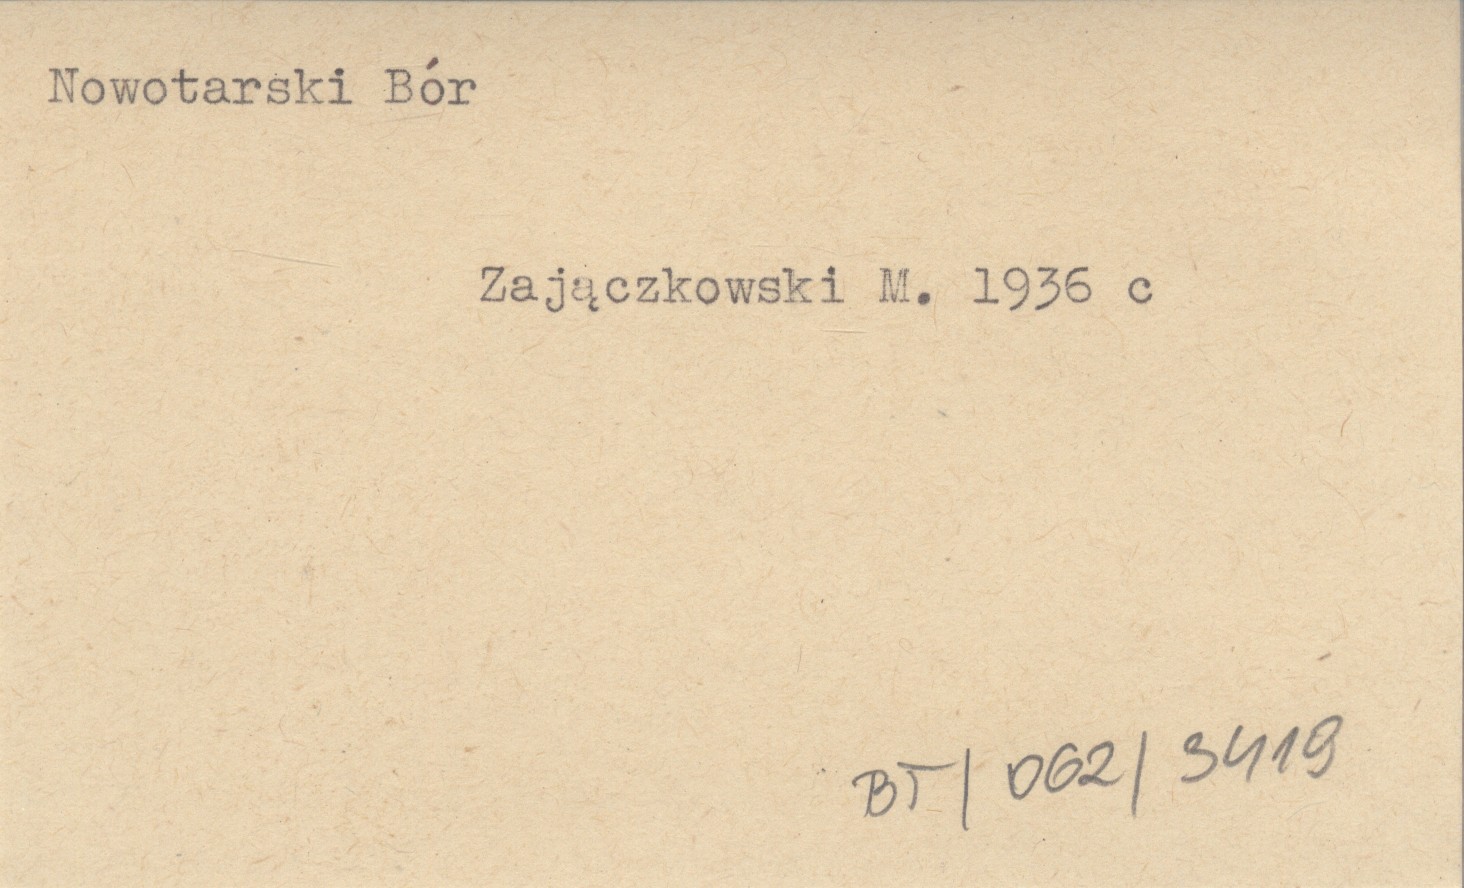 Nowotarski Bór
Zajączkowski M. 1936 c
BT/062/3419